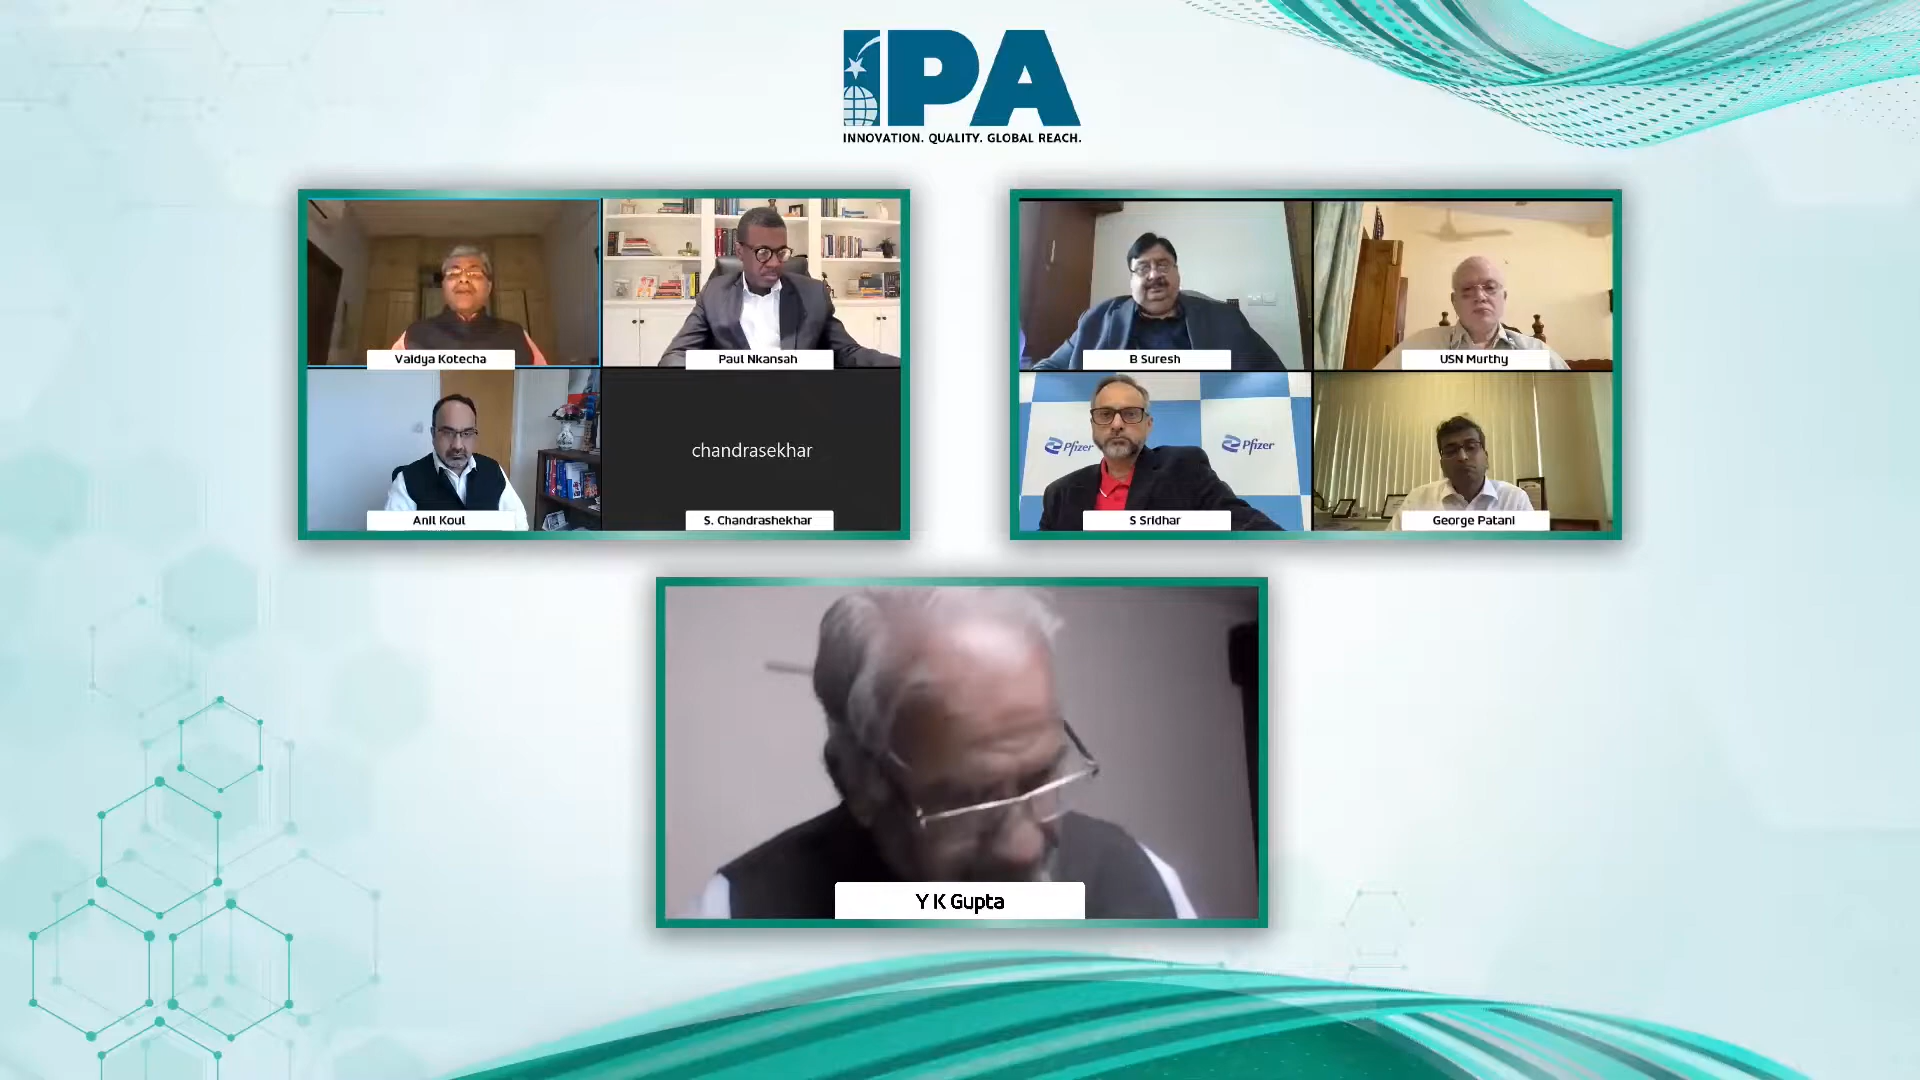 IPA
INNOVATION. QUALITY. GLOBAL REACH.
Vaidya Kotecha
Paul Nkansah
B Suresh
USN Murthy
Pfizer
Pfizer
chandrasekhar
Anil Koul
S. Chandrashekhar
S Sridhar
George Patani
Y K Gupta